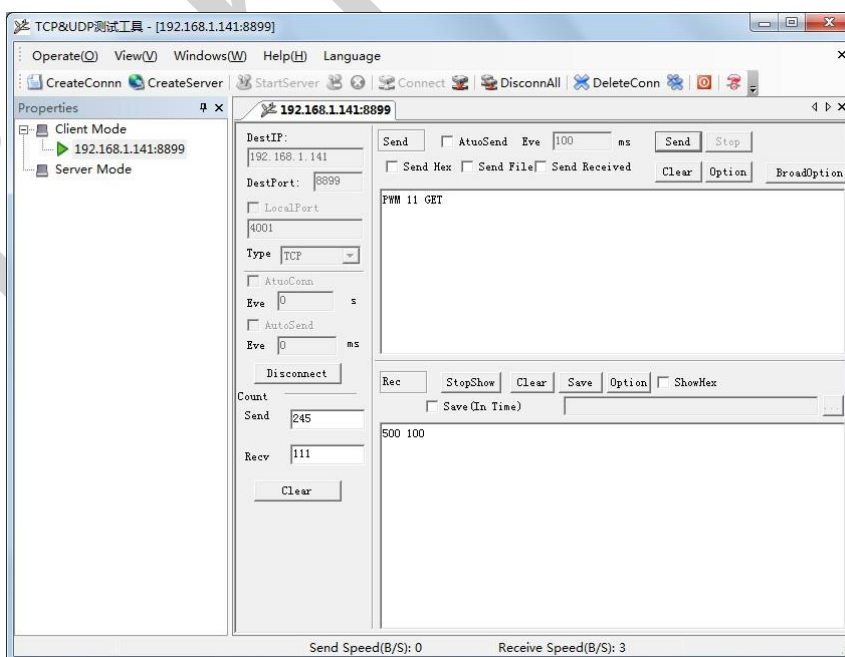 TCP&UDP测试工具 - [192.168.1.141:8899]
Operate(O) View(V) Windows(W) Help(H) Language
CreateConnn CreateServer StartServer Connect DisconnAll DeleteConn
Properties
Client Mode
192.168.1.141:8899
Server Mode
192.168.1.141:8899
DestIP:
192.168.1.141
DestPort: 8899
LocalPort
4001
Type TCP
AtuoConn
Eve 0 s
AutoSend
Eve 0 ms
Disconnect
Count
Send 245
Recv 111
Clear
Send AtuoSend Eve 100 ms Send Stop
Send Hex Send File Send Received Clear Option BroadOption
PWM 11 GET
Rec StopShow Clear Save Option ShowHex
Save(In Time) ...
500 100
Send Speed(B/S): 0 Receive Speed(B/S): 3